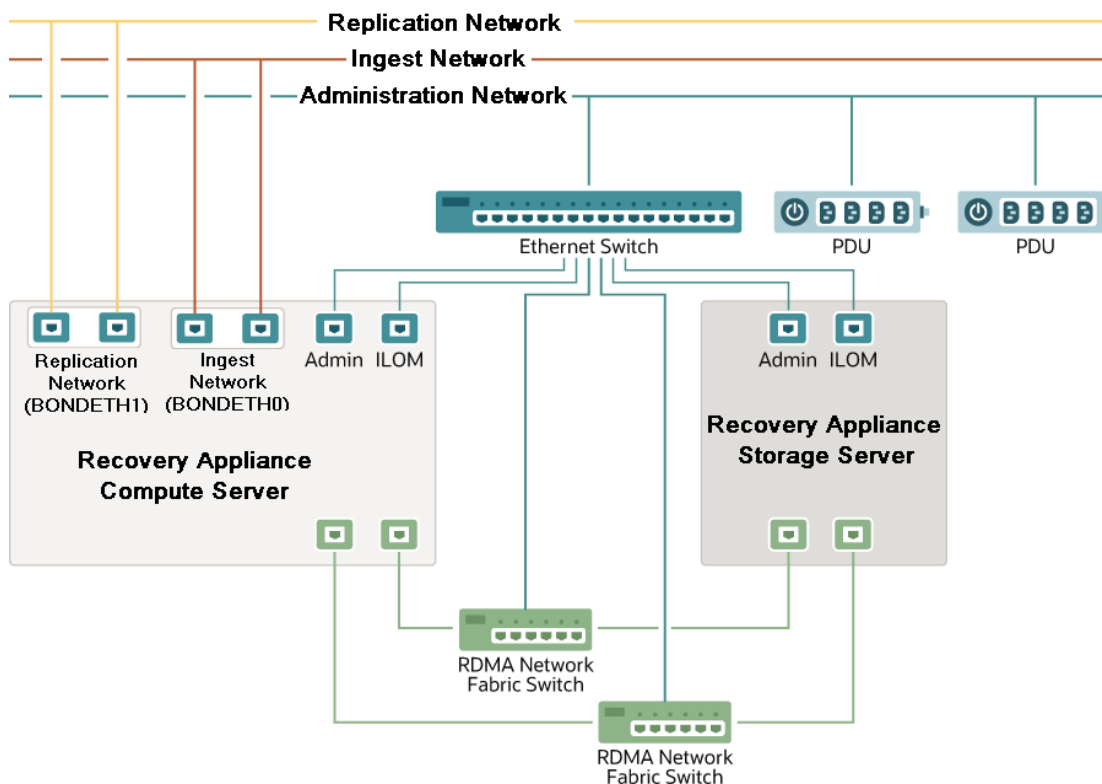 Replication Network
Ingest Network
Administration Network
Ethernet Switch
PDU
PDU
Replication
Network
(BONDETH1)
Ingest
Network
(BONDETH0)
Admin
ILOM
Admin
ILOM
Recovery Appliance
Compute Server
Recovery Appliance
Storage Server
RDMA Network
Fabric Switch
RDMA Network
Fabric Switch